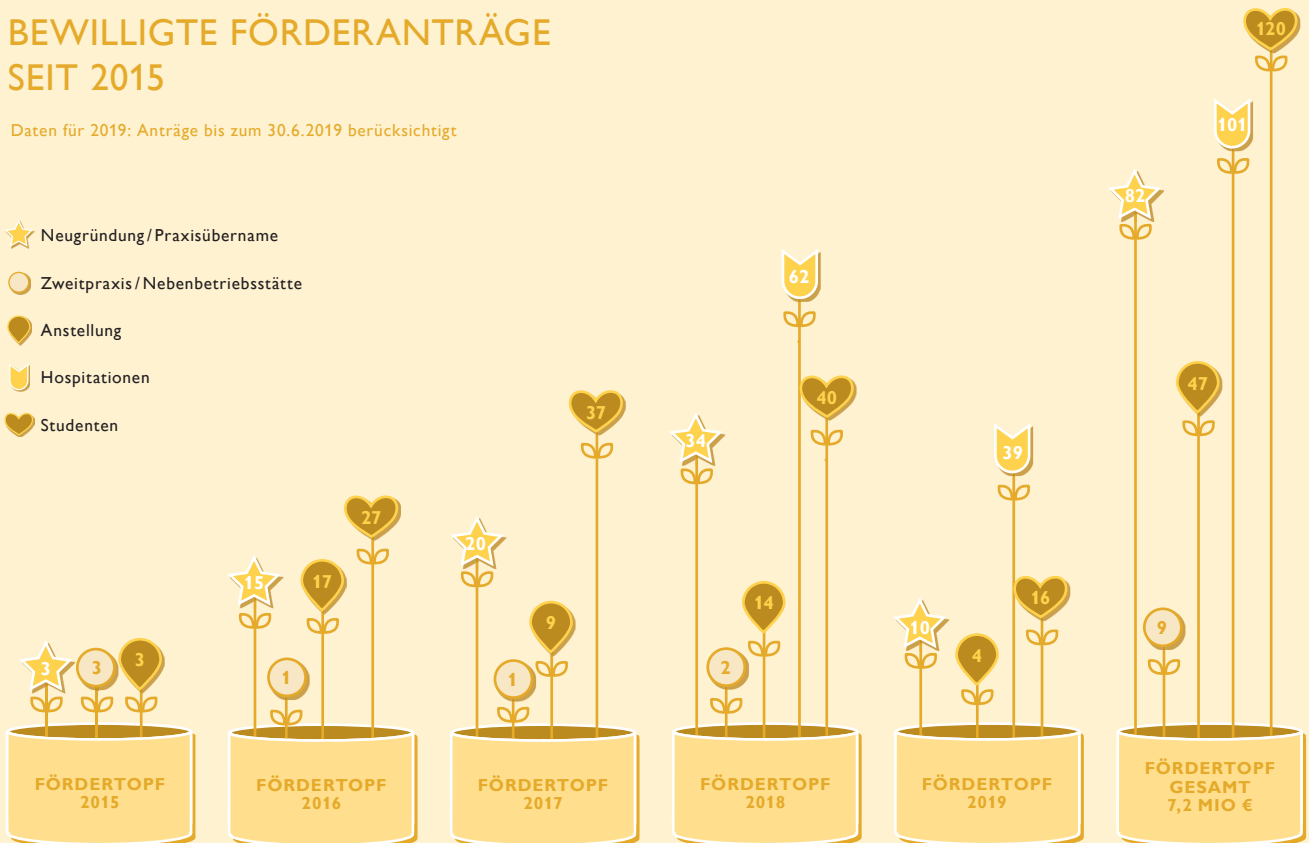 BEWILLIGTE FÖRDERANTRÄGE
SEIT 2015
Daten für 2019: Anträge bis zum 30.6.2019 berücksichtigt
Neugründung/Praxisübername
Zweitpraxis/Nebenbetriebsstätte
Anstellung
Hospitationen
Studenten
3
3
3
FÖRDERTOPF
2015
15
1
17
27
FÖRDERTOPF
2016
20
1
9
37
FÖRDERTOPF
2017
34
2
14
62
40
FÖRDERTOPF
2018
10
4
39
16
FÖRDERTOPF
2019
82
9
47
101
120
FÖRDERTOPF
GESAMT
7,2 MIO €